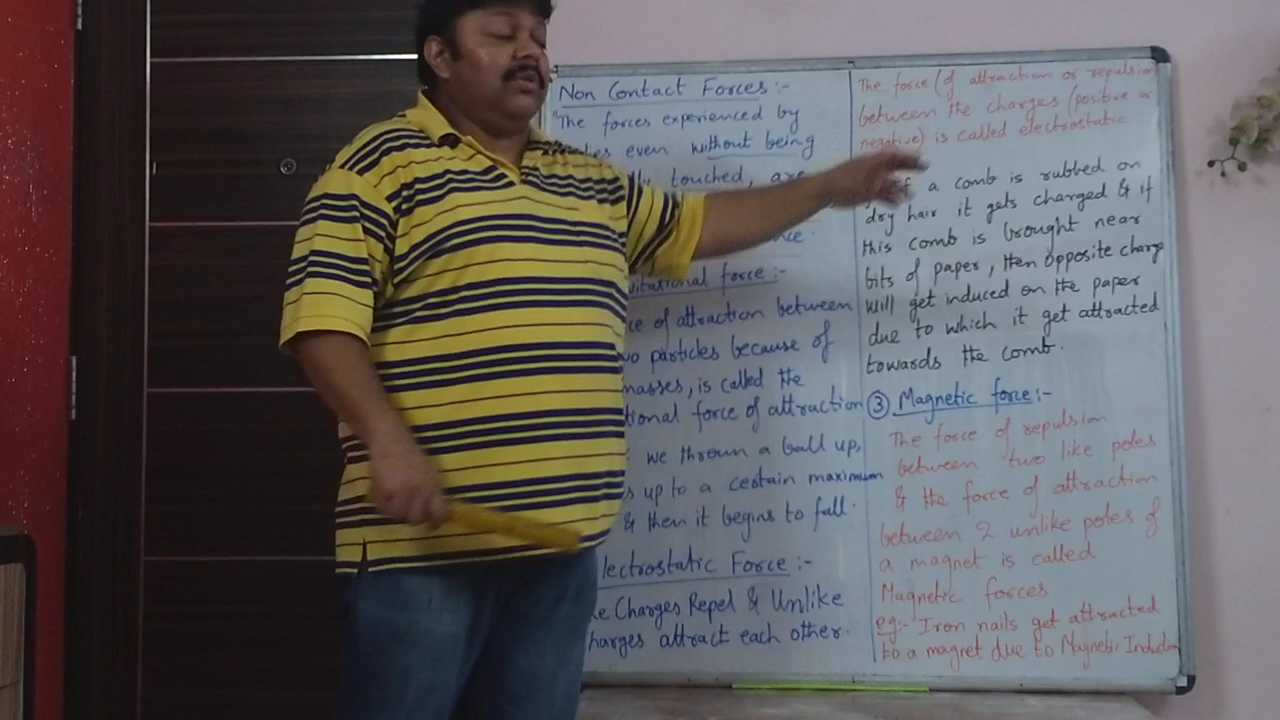 Non Contact Forces :-
The forces experienced by
even without being
touched, are
force :-
of attraction between
particles because of
masses, is called the
force of attraction
we thrown a ball up,
up to a certain maximum
& then it begins to fall.
lectrostatic Force :-
Charges Repel & Unlike
harges attract each other.
The force (of attraction or repulsion
between the charges (positive or
negative) is called electrostatic
a comb is rubbed on
dry hair it gets charged & if
this comb is brought near
bits of paper, then opposite charge
will get induced on the paper
due to which it get attracted
towards the comb.
③ Magnetic force :-
The force of repulsion
between two like poles
& the force of attraction
between 2 unlike poles of
a magnet is called
Magnetic forces
eg:- Iron nails get attracted
to a magnet due to Magnetic Induction